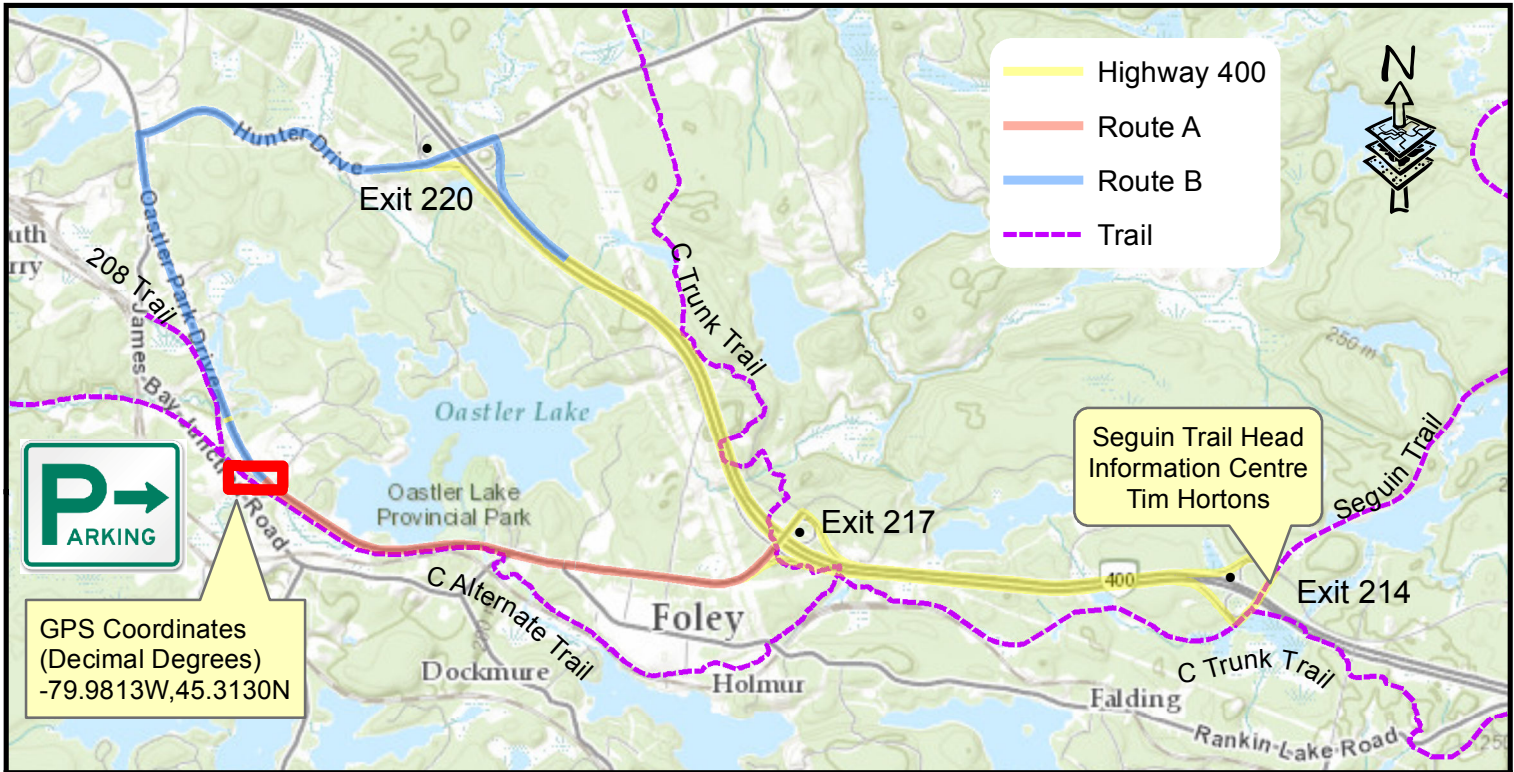 Highway 400
Route A
Route B
Trail
N
Hunter Drive
Exit 220
Oastler Park Drive
uth
rry
208 Trail
C Trunk Trail
James Bay Junction Road
250 m
Oastler Lake
Seguin Trail Head
Information Centre
Tim Hortons
Seguin Trail
PARKING
Oastler Lake
Provincial Park
Exit 217
400
Exit 214
C Alternate Trail
Foley
GPS Coordinates
(Decimal Degrees)
-79.9813W,45.3130N
Dockmure
Holmur
C Trunk Trail
Falding
Rankin Lake Road
250